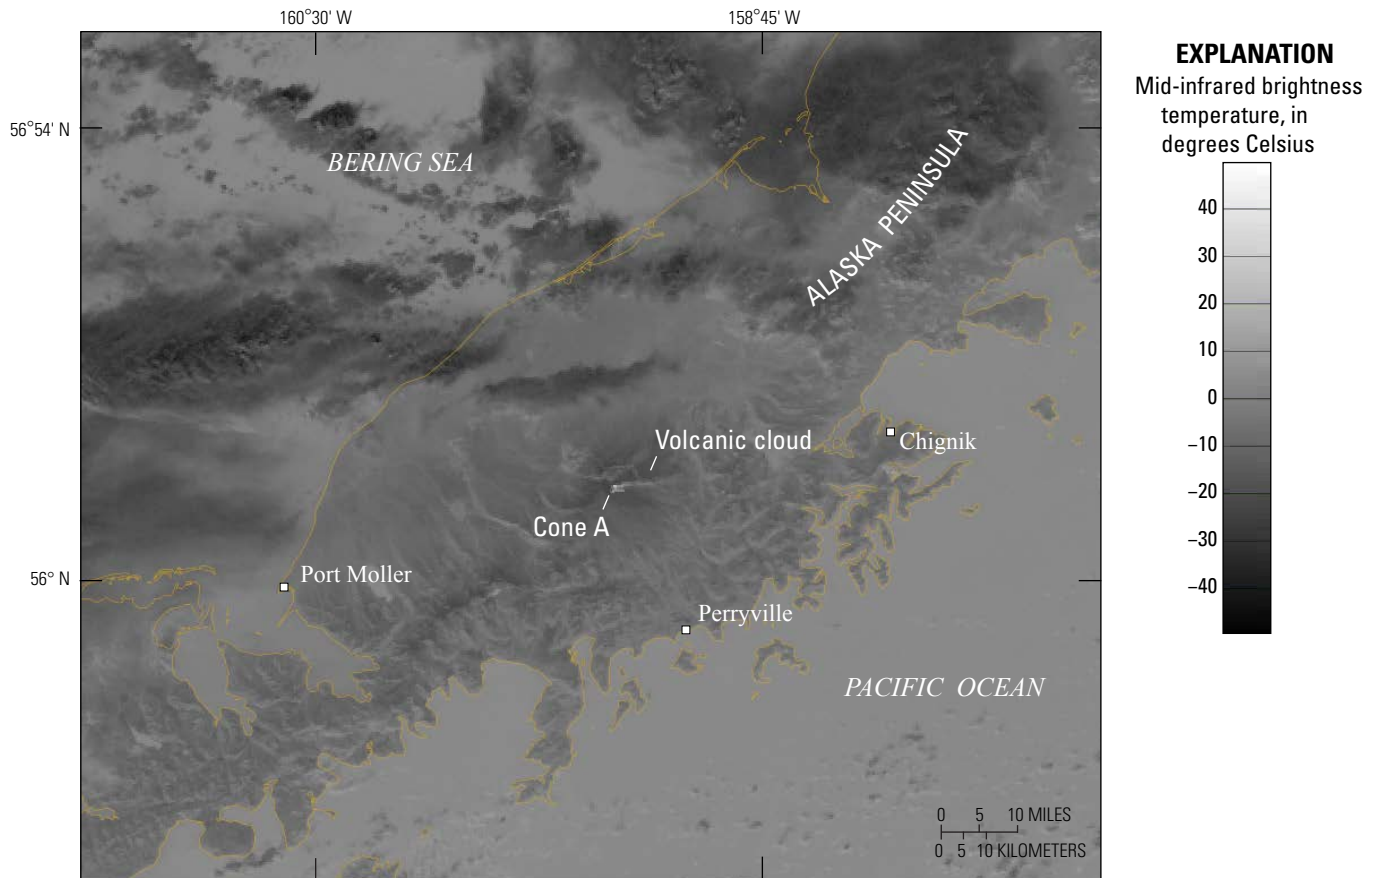 160°30' W
158°45' W
56°54' N
BERING SEA
ALASKA PENINSULA
Volcanic cloud
Chignik
Cone A
56° N
Port Moller
Perryville
PACIFIC OCEAN
0 5 10 MILES
0 5 10 KILOMETERS
EXPLANATION
Mid-infrared brightness
temperature, in
degrees Celsius
40
30
20
10
0
−10
−20
−30
−40